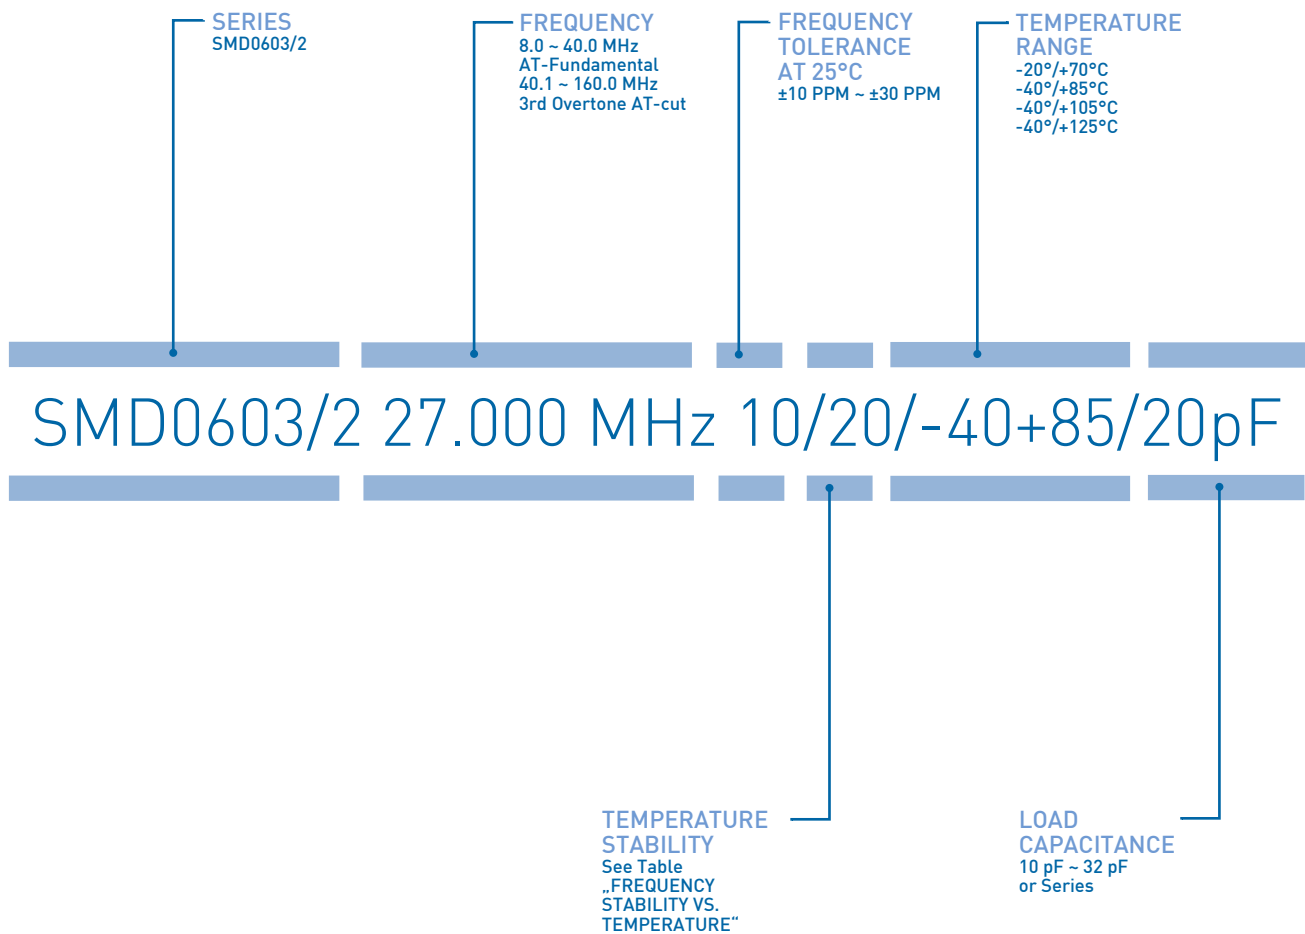 SERIES
SMD0603/2
FREQUENCY
8.0 ~ 40.0 MHz
AT-Fundamental
40.1 ~ 160.0 MHz
3rd Overtone AT-cut
FREQUENCY
TOLERANCE
AT 25°C
±10 PPM ~ ±30 PPM
TEMPERATURE
RANGE
-20°/+70°C
-40°/+85°C
-40°/+105°C
-40°/+125°C
SMD0603/2 27.000 MHz 10/20/-40+85/20pF
TEMPERATURE
STABILITY
See Table
„FREQUENCY
STABILITY VS.
TEMPERATURE“
LOAD
CAPACITANCE
10 pF ~ 32 pF
or Series